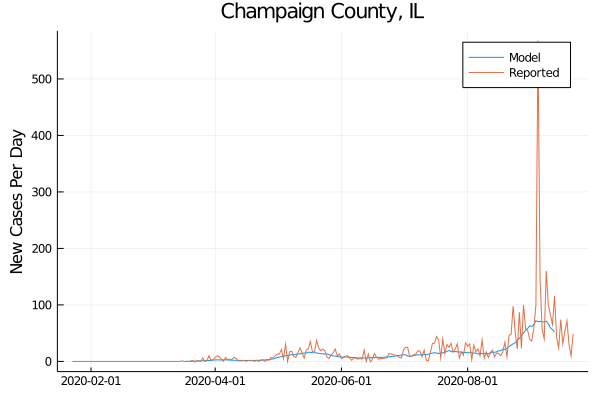 Champaign County, IL
New Cases Per Day
500
400
300
200
100
0
2020-02-01
2020-04-01
2020-06-01
2020-08-01
Model
Reported